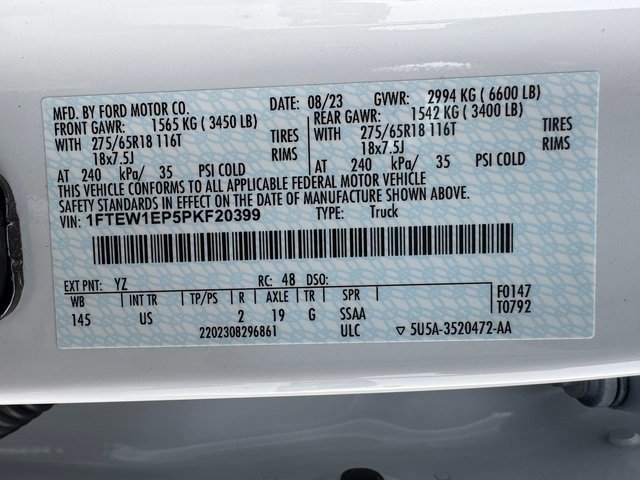 MFD. BY FORD MOTOR CO. DATE: 08/23 GVWR: 2994 KG ( 6600 LB)
FRONT GAWR: 1565 KG ( 3450 LB) REAR GAWR: 1542 KG ( 3400 LB)
WITH 275/65R18 116T TIRES WITH 275/65R18 116T TIRES
18x7.5J RIMS 18x7.5J RIMS
AT 240 kPa/ 35 PSI COLD AT 240 kPa/ 35 PSI COLD
THIS VEHICLE CONFORMS TO ALL APPLICABLE FEDERAL MOTOR VEHICLE
SAFETY STANDARDS IN EFFECT ON THE DATE OF MANUFACTURE SHOWN ABOVE.
VIN: 1FTEW1EP5PKF20399 TYPE: Truck
EXT PNT: YZ RC: 48 DSO:
WB INT TR TP/PS R AXLE TR SPR F0147
145 US 2 19 G SSAA T0792
2202308296861 ULC ▽ 5U5A-3520472-AA